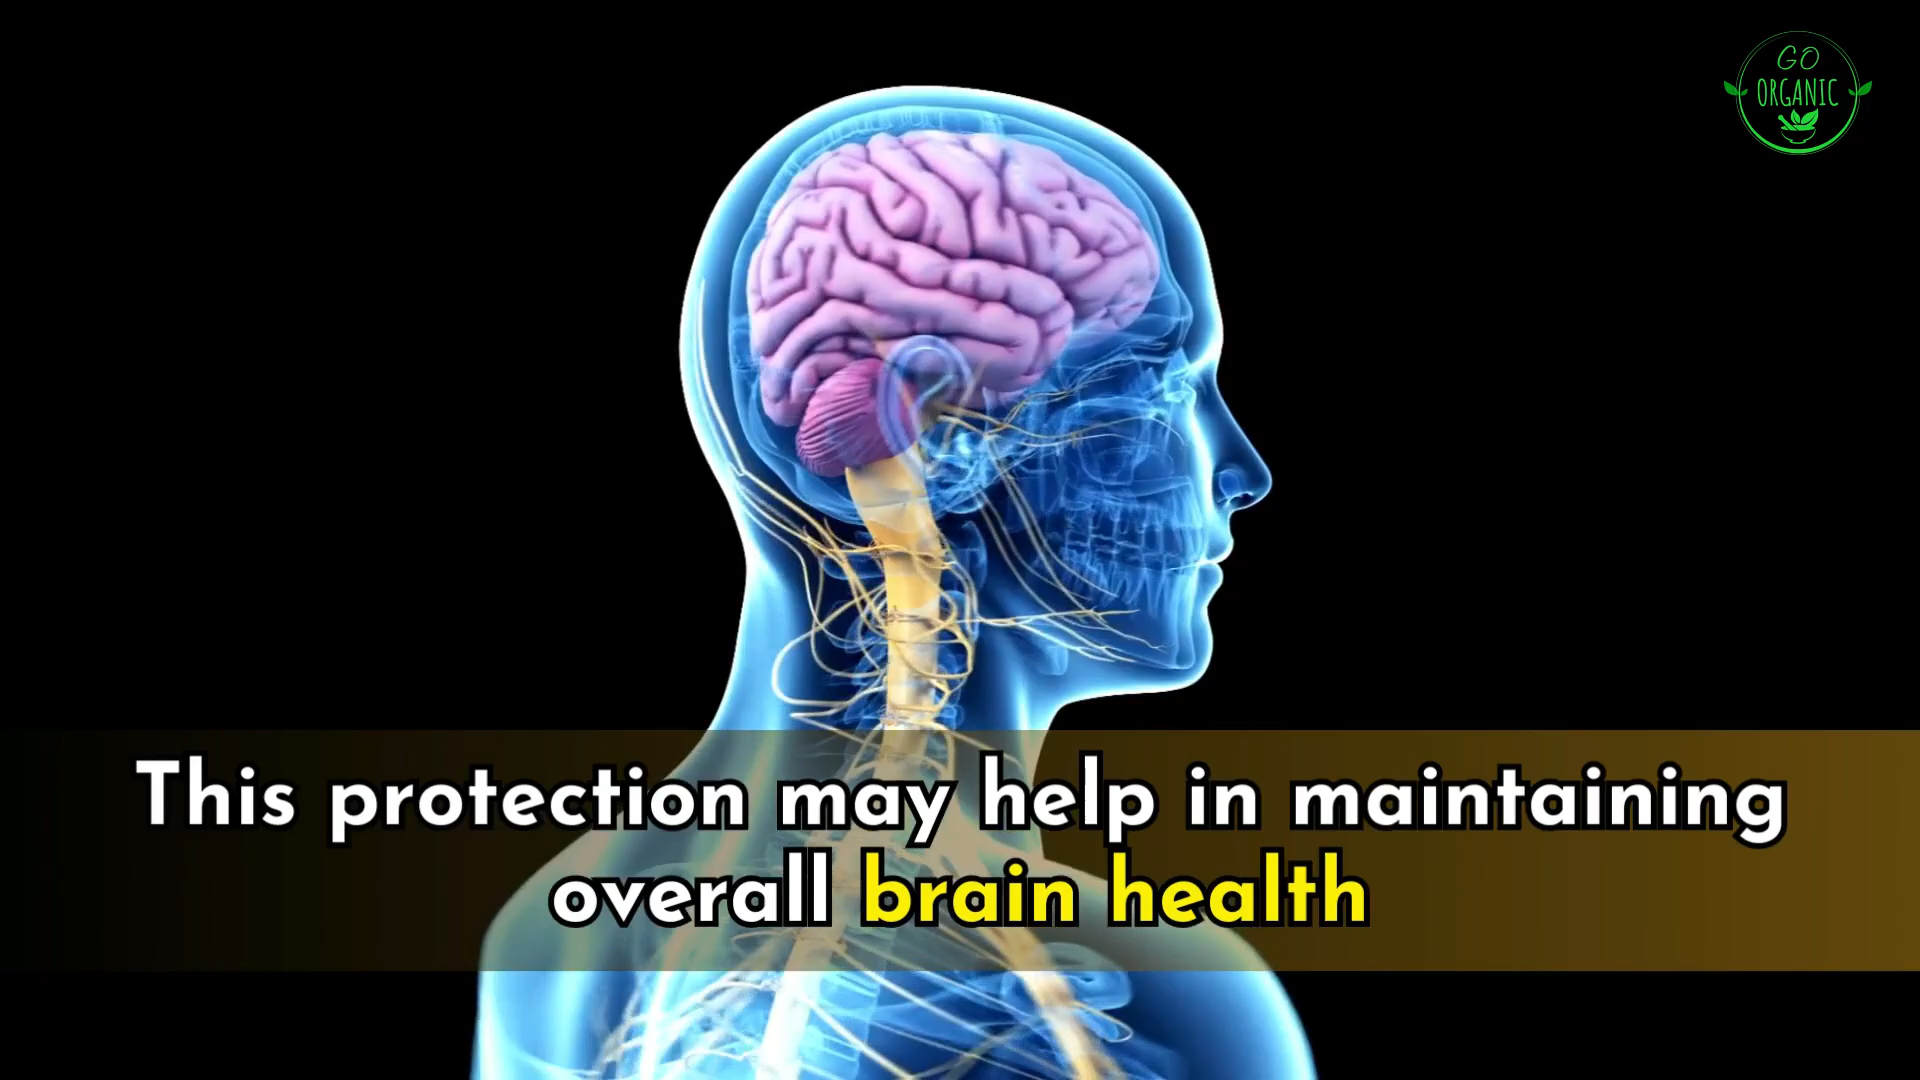 GO
ORGANIC
This protection may help in maintaining
overall brain health